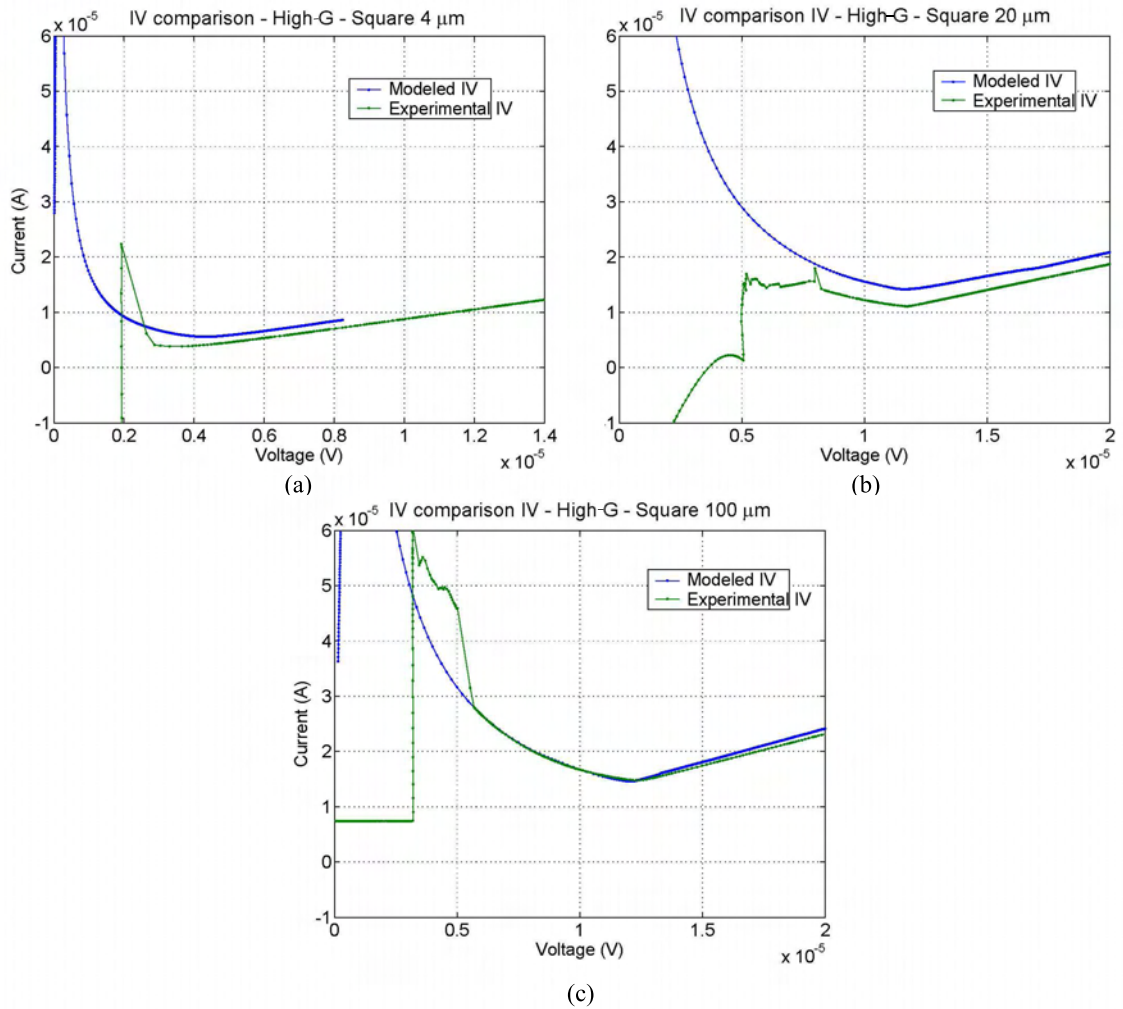 IV comparison - High-G - Square 4 μm
x 10⁻⁵
6
5
4
3
2
1
0
-1
Current (A)
Modeled IV
Experimental IV
0 0.2 0.4 0.6 0.8 1 1.2 1.4
Voltage (V)
x 10⁻⁵
(a)
IV comparison IV - High-G - Square 20 μm
x 10⁻⁵
6
5
4
3
2
1
0
-1
Modeled IV
Experimental IV
0 0.5 1 1.5 2
Voltage (V)
x 10⁻⁵
(b)
IV comparison IV - High-G - Square 100 μm
x 10⁻⁵
6
5
4
3
2
1
0
-1
Current (A)
Modeled IV
Experimental IV
0 0.5 1 1.5 2
Voltage (V)
x 10⁻⁵
(c)